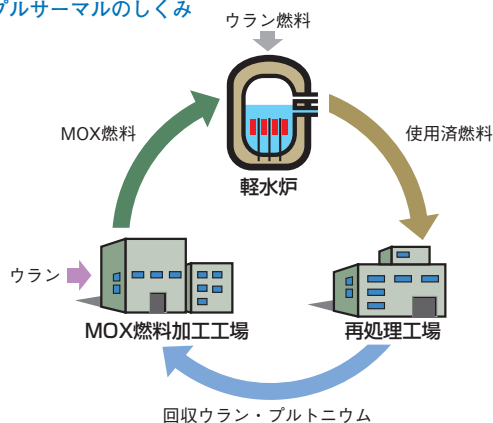 プルサーマルのしくみ
ウラン燃料
MOX燃料
使用済燃料
軽水炉
ウラン
MOX燃料加工工場
再処理工場
回収ウラン・プルトニウム